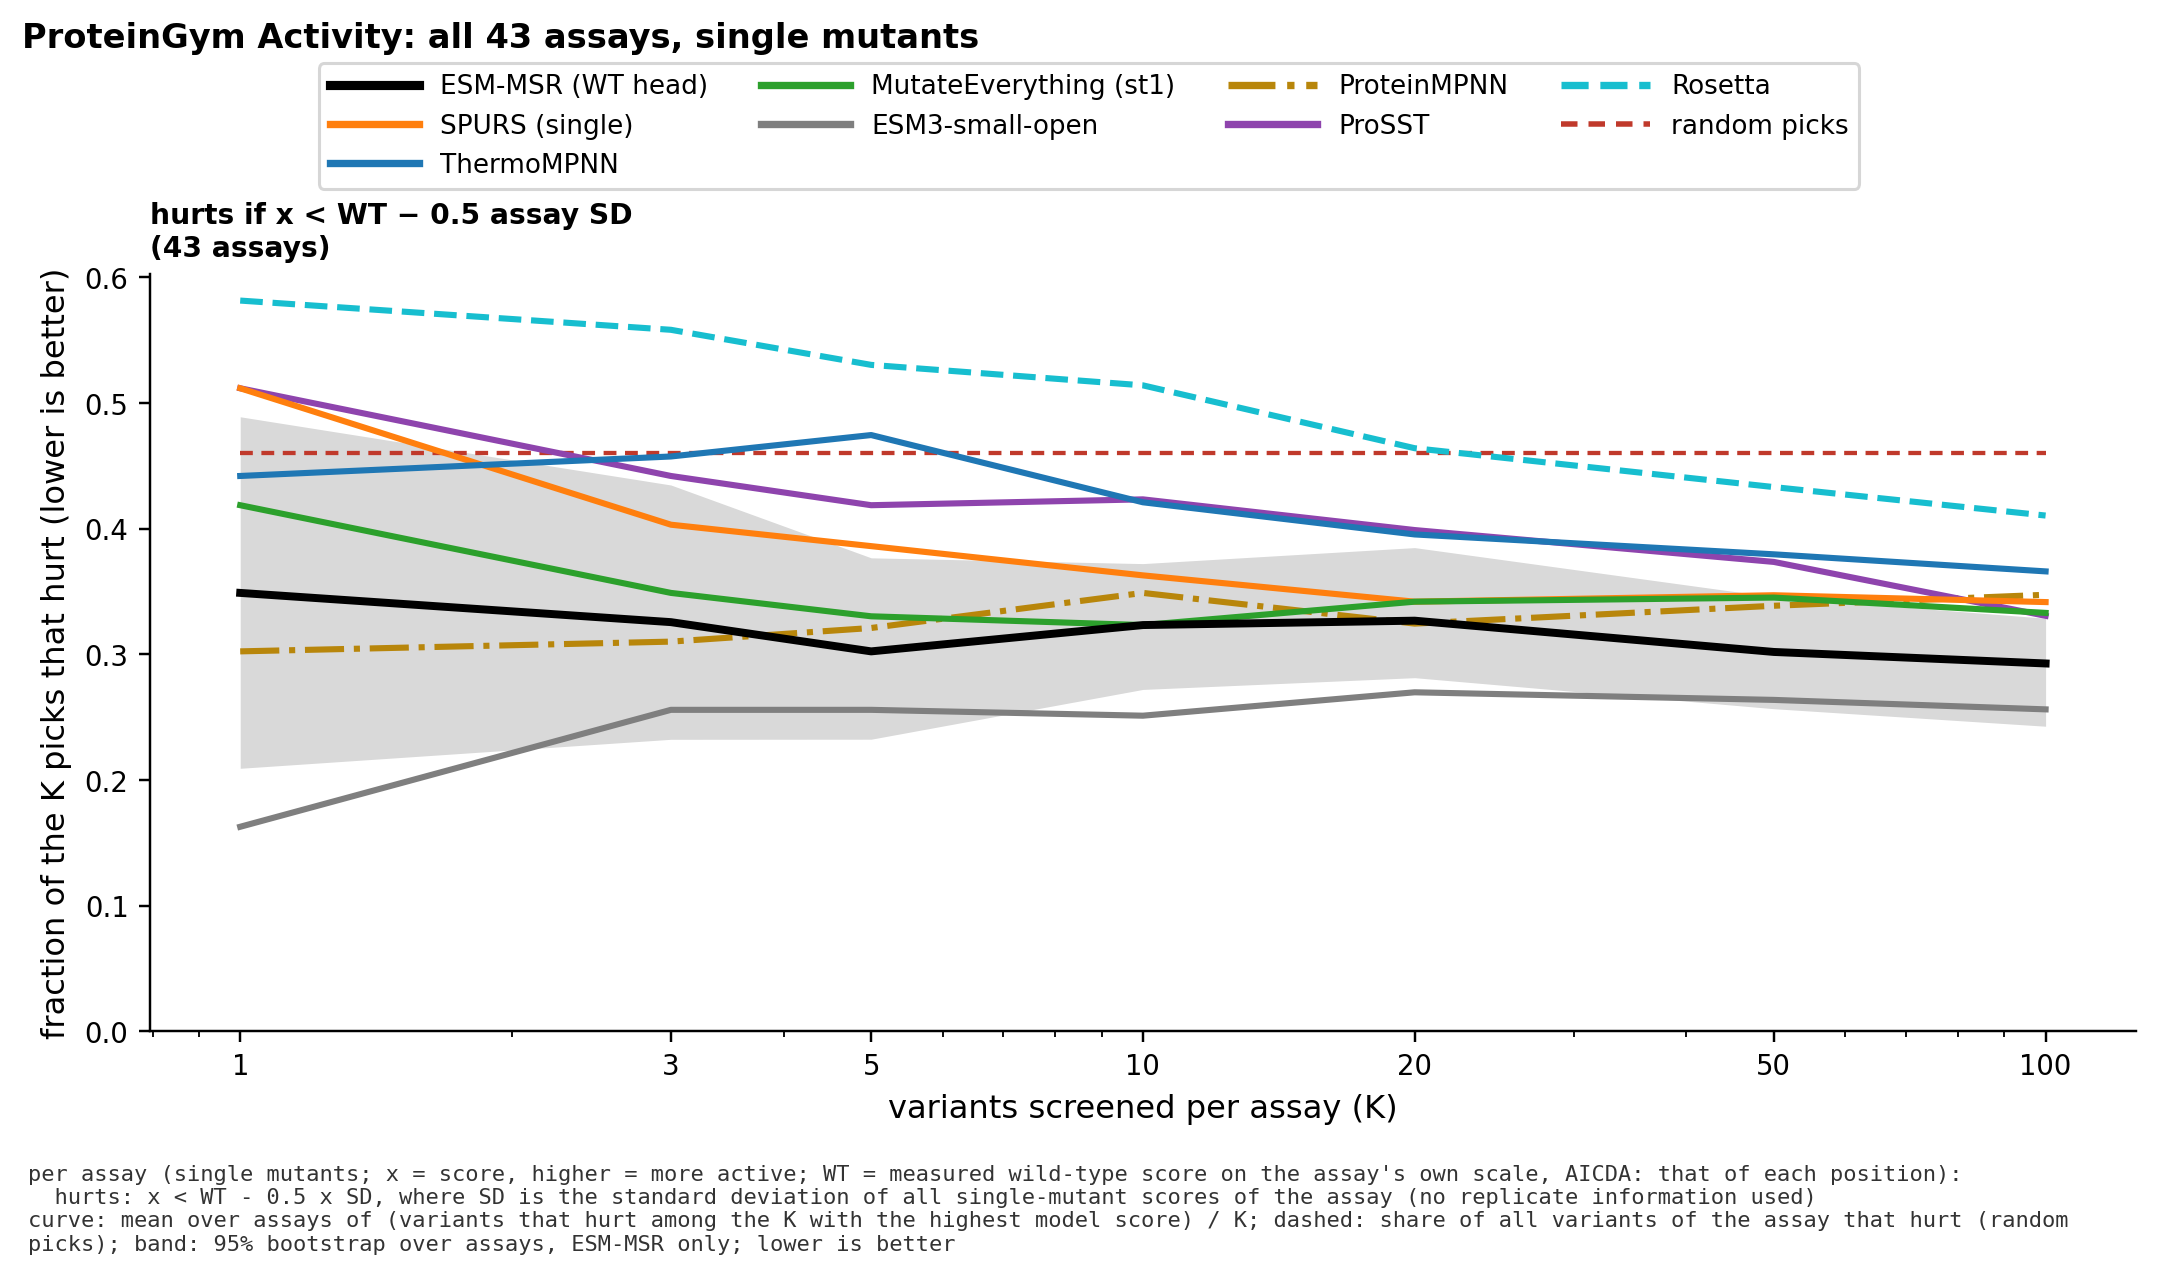 ProteinGym Activity: all 43 assays, single mutants
ESM-MSR (WT head)
SPURS (single)
ThermoMPNN
MutateEverything (st1)
ESM3-small-open
ProteinMPNN
ProSST
Rosetta
random picks
hurts if x < WT − 0.5 assay SD
(43 assays)
fraction of the K picks that hurt (lower is better)
0.6
0.5
0.4
0.3
0.2
0.1
0.0
1
3
5
10
20
50
100
variants screened per assay (K)
per assay (single mutants; x = score, higher = more active; WT = measured wild-type score on the assay's own scale, AICDA: that of each position):
hurts: x < WT - 0.5 x SD, where SD is the standard deviation of all single-mutant scores of the assay (no replicate information used)
curve: mean over assays of (variants that hurt among the K with the highest model score) / K; dashed: share of all variants of the assay that hurt (random
picks); band: 95% bootstrap over assays, ESM-MSR only; lower is better